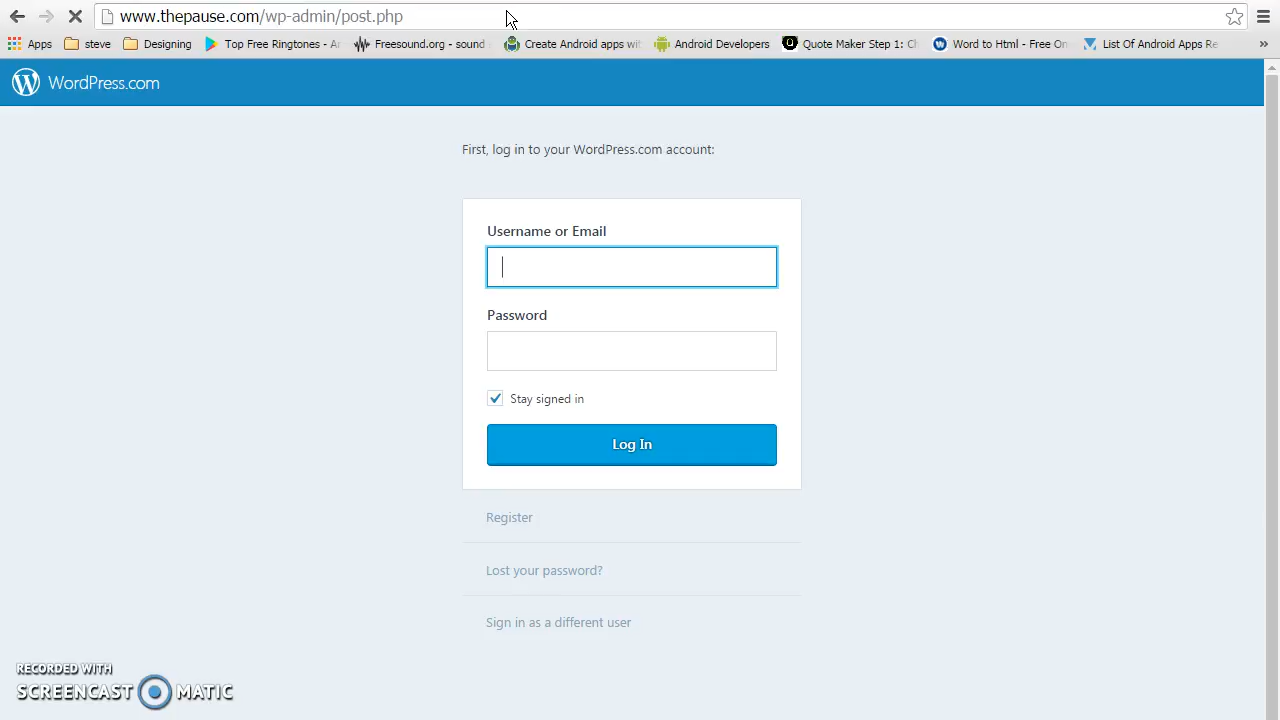 www.thepause.com/wp-admin/post.php
Apps steve Designing Top Free Ringtones - Ar Freesound.org - sound Create Android apps wit Android Developers Quote Maker Step 1: Ch Word to Html - Free On List Of Android Apps Re »
WordPress.com
First, log in to your WordPress.com account:
Username or Email
Password
Stay signed in
Log In
Register
Lost your password?
Sign in as a different user
RECORDED WITH
SCREENCAST MATIC